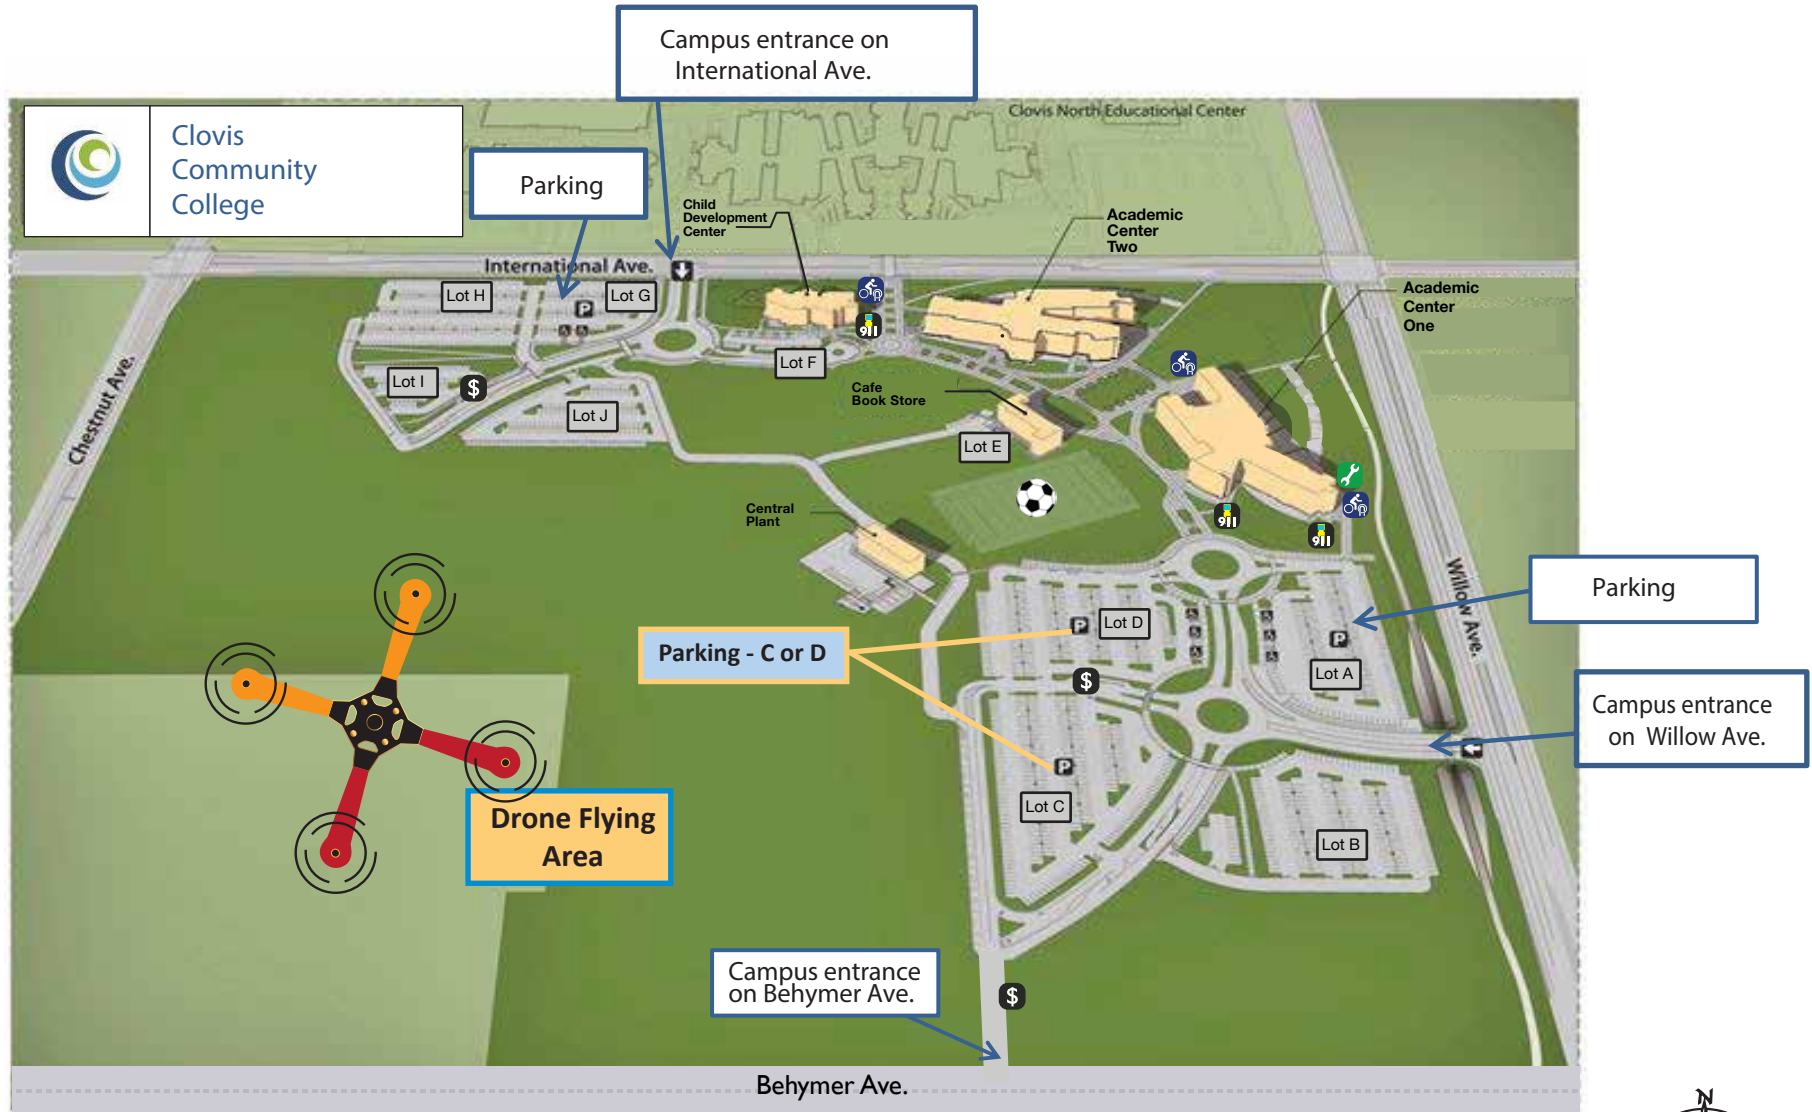 Campus entrance on
International Ave.
Clovis North Educational Center
Clovis
Community
College
Parking
Child
Development
Center
Academic
Center
Two
International Ave.
Lot H
Lot G
Academic
Center
One
911
Lot F
Lot I
$
Cafe
Book Store
Lot J
Chestnut Ave.
Lot E
Central
Plant
911
911
Willow Ave.
Parking
P
P
Lot D
P
Parking - C or D
Lot A
$
Campus entrance
on Willow Ave.
P
Lot C
Drone Flying
Area
Lot B
Campus entrance
on Behymer Ave.
$
Behymer Ave.
N